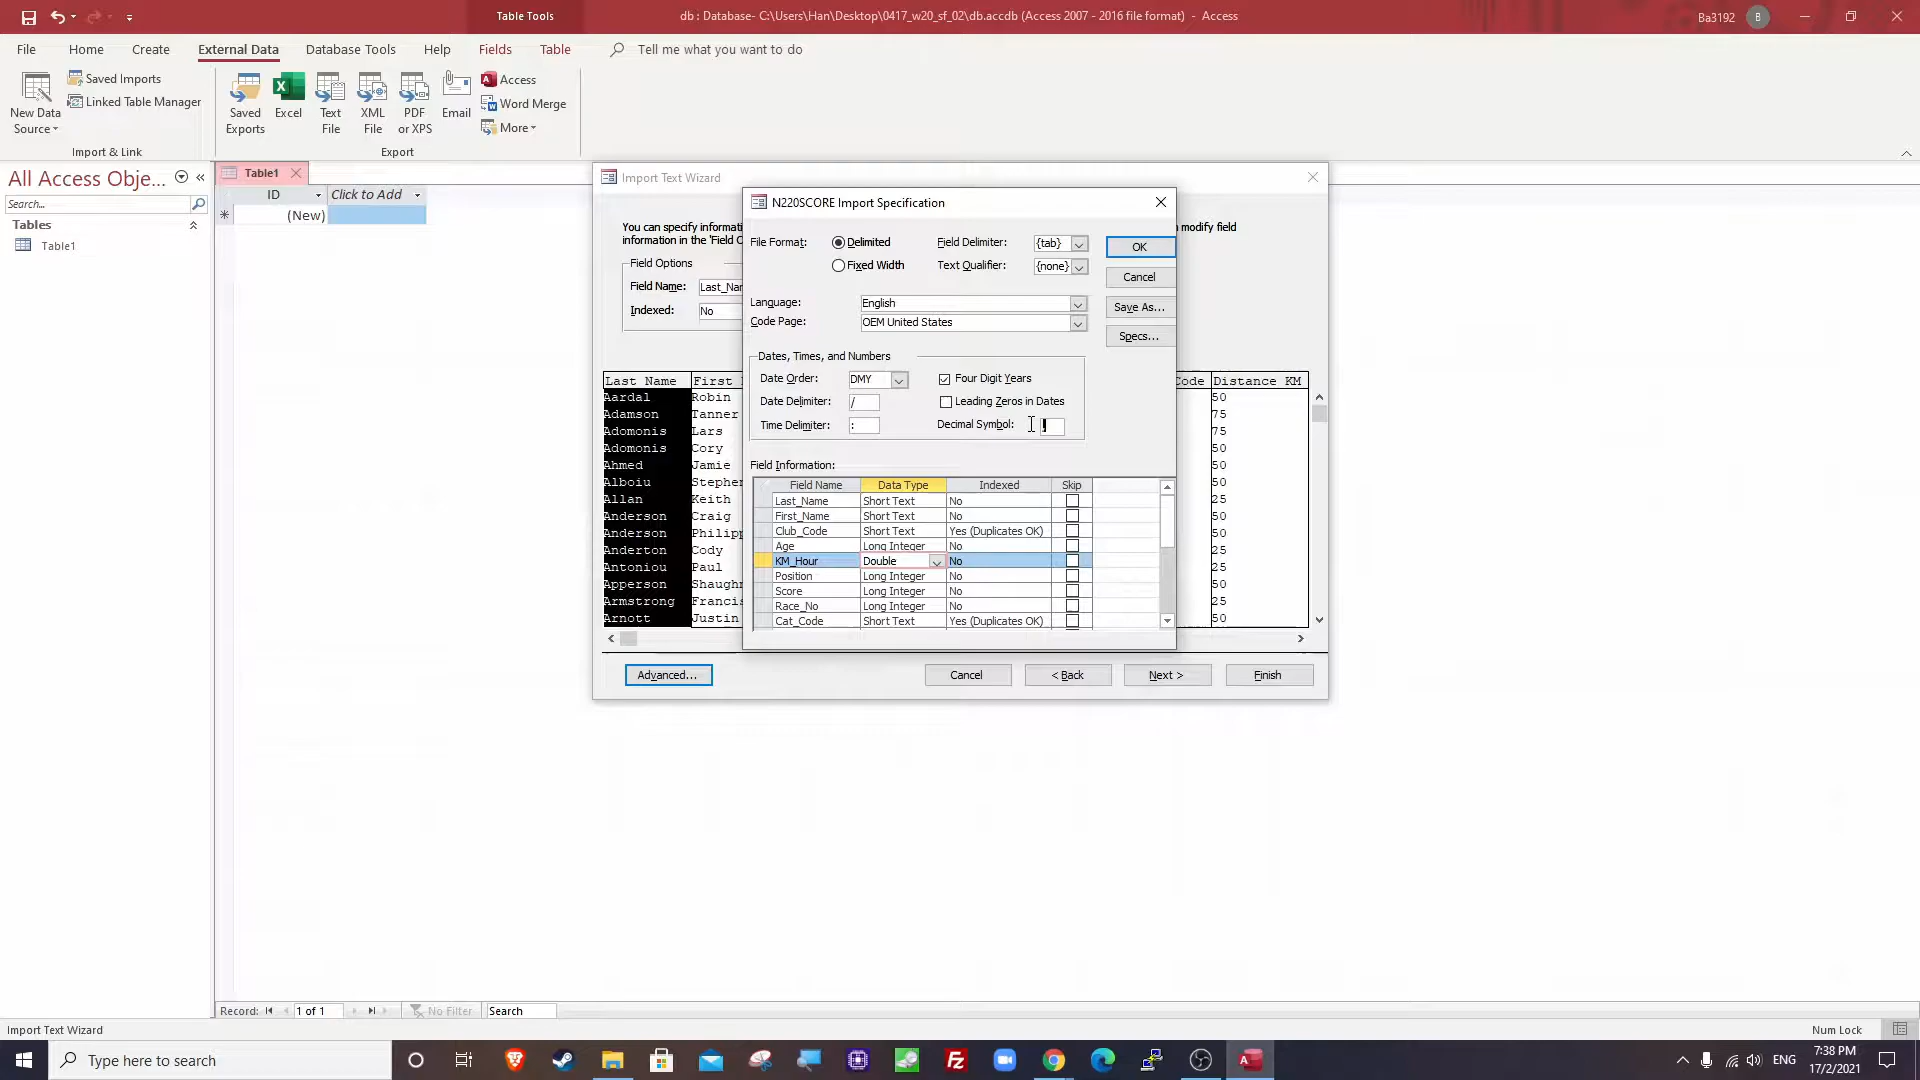 Table Tools
db : Database- C:\Users\Han\Desktop\0417_w20_sf_02\db.accdb (Access 2007 - 2016 file format) - Access
Ba3192 B
File Home Create External Data Database Tools Help Fields Table Tell me what you want to do
New Data Source
Saved Imports
Linked Table Manager
Import & Link
Saved Exports
Excel
Text File
XML File
PDF or XPS
Email
Access
Word Merge
More
Export
All Access Obje...
Search...
Tables
Table1
Table1
ID Click to Add
(New)
Import Text Wizard
You can specify informati
information in the 'Field O
modify field
Field Options
Field Name: Last_Nam
Indexed: No
Last Name First Code Distance KM
Aardal Robin 50
Adamson Tanner 75
Adomonis Lars 75
Adomonis Cory 50
Ahmed Jamie 50
Alboiu Stephen 50
Allan Keith 25
Anderson Craig 50
Anderson Philipp 50
Anderton Cody 25
Antoniou Paul 25
Apperson Shaughn 50
Armstrong Francis 25
Arnott Justin 50
Advanced... Cancel < Back Next > Finish
N220SCORE Import Specification
File Format: Delimited Field Delimiter: {tab} OK
Fixed Width Text Qualifier: {none} Cancel
Language: English Save As...
Code Page: OEM United States Specs...
Dates, Times, and Numbers
Date Order: DMY Four Digit Years
Date Delimiter: / Leading Zeros in Dates
Time Delimiter: : Decimal Symbol:
Field Information:
Field Name Data Type Indexed Skip
Last_Name Short Text No
First_Name Short Text No
Club_Code Short Text Yes (Duplicates OK)
Age Long Integer No
KM_Hour Double No
Position Long Integer No
Score Long Integer No
Race_No Long Integer No
Cat_Code Short Text Yes (Duplicates OK)
Record: 1 of 1 No Filter Search
Import Text Wizard Num Lock
Type here to search
ENG
7:38 PM
17/2/2021